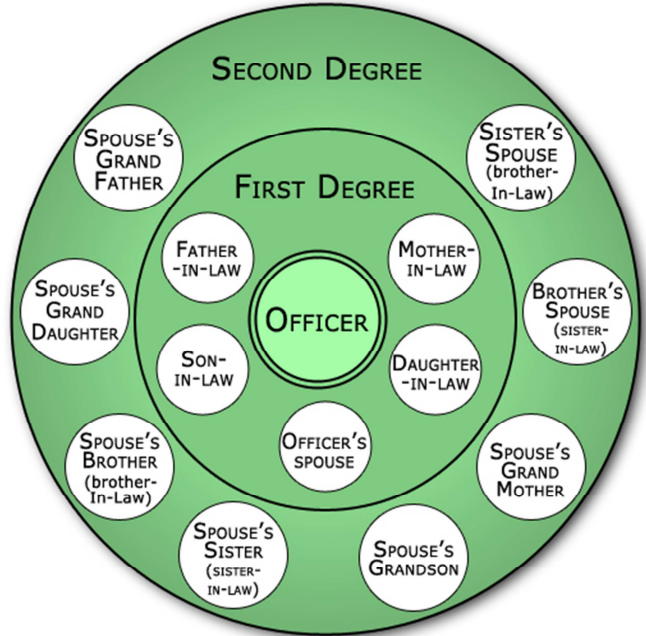 SECOND DEGREE
SPOUSE'S
GRAND
FATHER
SISTER'S
SPOUSE
(brother-
In-Law)
FIRST DEGREE
FATHER
-IN-LAW
MOTHER-
IN-LAW
SPOUSE'S
GRAND
DAUGHTER
OFFICER
BROTHER'S
SPOUSE
(SISTER-
IN-LAW)
SON-
IN-LAW
DAUGHTER
-IN-LAW
SPOUSE'S
BROTHER
(brother-
In-Law)
OFFICER'S
SPOUSE
SPOUSE'S
GRAND
MOTHER
SPOUSE'S
SISTER
(SISTER-
IN-LAW)
SPOUSE'S
GRANDSON